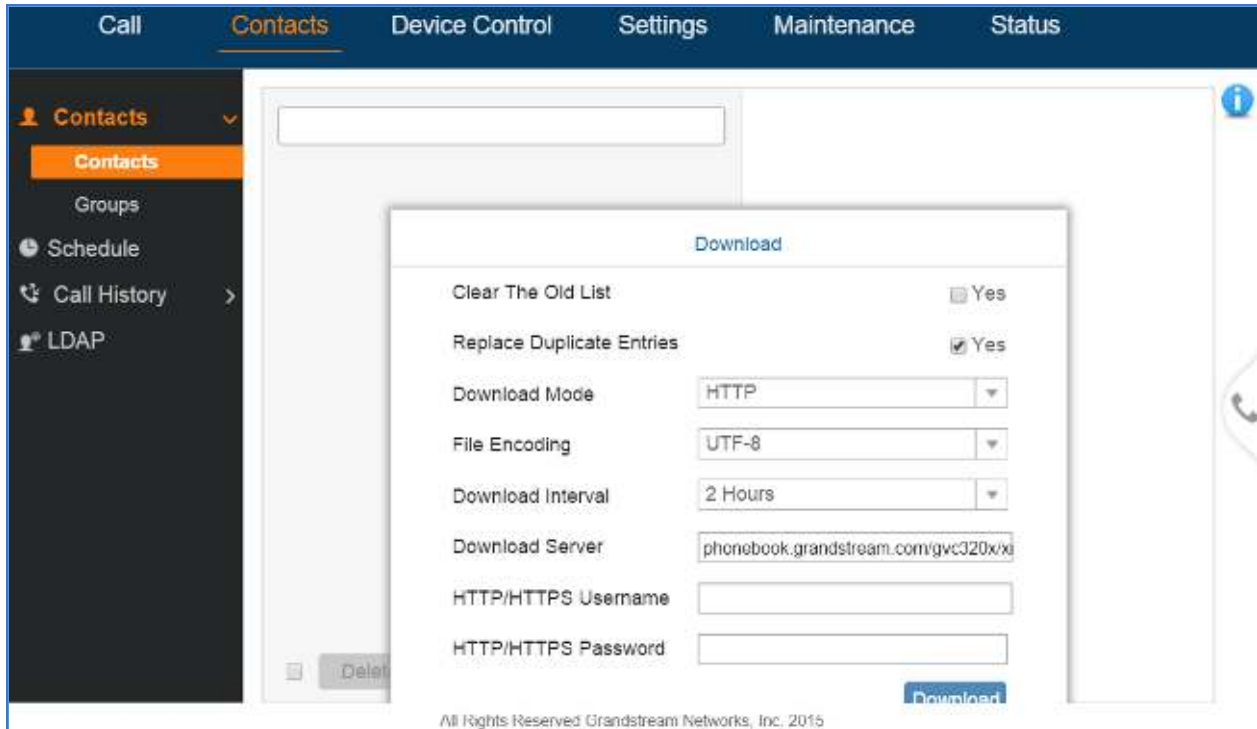 Call Contacts Device Control Settings Maintenance Status
Contacts
Contacts
Groups
Schedule
Call History
LDAP
Download
Clear The Old List Yes
Replace Duplicate Entries Yes
Download Mode HTTP
File Encoding UTF-8
Download Interval 2 Hours
Download Server phonebook.grandstream.com/gvc320x/x
HTTP/HTTPS Username
HTTP/HTTPS Password
Delet
Download
All Rights Reserved Grandstream Networks, Inc. 2015